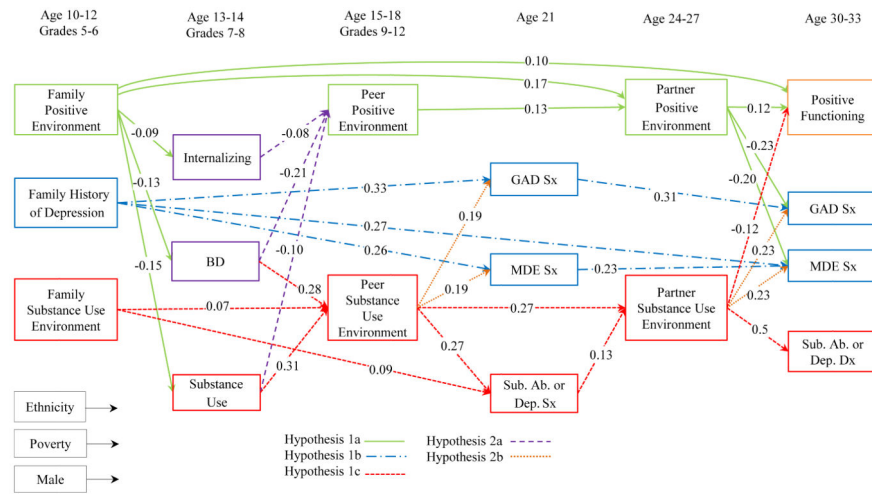 Age 10-12
Grades 5-6
Age 13-14
Grades 7-8
Age 15-18
Grades 9-12
Age 21
Age 24-27
Age 30-33
0.10
0.17
0.13
0.12
Family
Positive
Environment
Peer
Positive
Environment
Partner
Positive
Environment
Positive
Functioning
-0.09
-0.08
-0.23
Internalizing
-0.13
-0.21
-0.20
Family History
of Depression
0.33
GAD Sx
0.31
GAD Sx
0.19
0.27
-0.12
-0.10
0.26
0.23
-0.15
BD
MDE Sx
0.23
MDE Sx
0.28
0.19
0.23
Family
Substance Use
Environment
0.07
Peer
Substance
Use
Environment
0.27
Partner
Substance Use
Environment
0.5
0.27
0.13
Sub. Ab. or
Dep. Dx
0.31
0.09
Substance
Use
Sub. Ab. or
Dep. Sx
Ethnicity
Poverty
Male
Hypothesis 1a
Hypothesis 1b
Hypothesis 1c
Hypothesis 2a
Hypothesis 2b